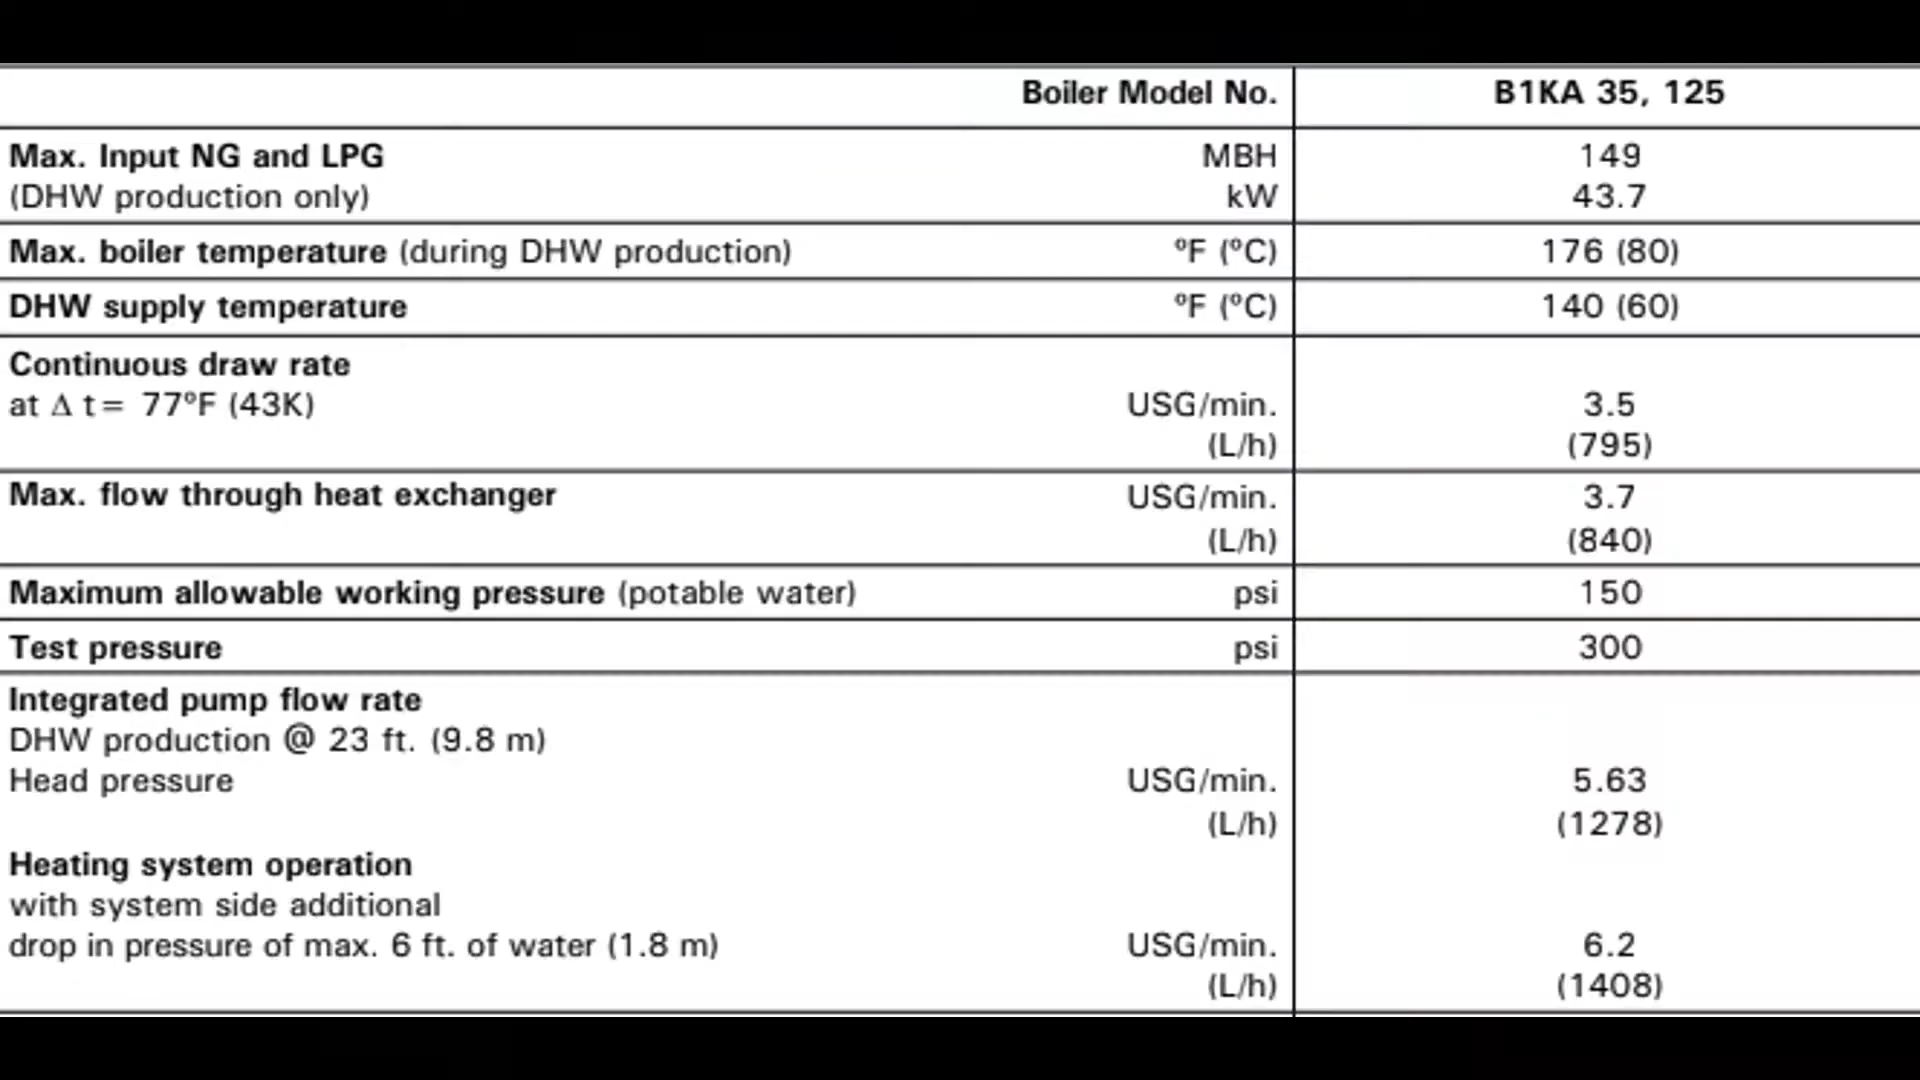 Boiler Model No. B1KA 35, 125
Max. Input NG and LPG MBH 149
(DHW production only) kW 43.7
Max. boiler temperature (during DHW production) ºF (ºC) 176 (80)
DHW supply temperature ºF (ºC) 140 (60)
Continuous draw rate
at Δ t= 77ºF (43K) USG/min. 3.5
(L/h) (795)
Max. flow through heat exchanger USG/min. 3.7
(L/h) (840)
Maximum allowable working pressure (potable water) psi 150
Test pressure psi 300
Integrated pump flow rate
DHW production @ 23 ft. (9.8 m)
Head pressure USG/min. 5.63
(L/h) (1278)
Heating system operation
with system side additional
drop in pressure of max. 6 ft. of water (1.8 m) USG/min. 6.2
(L/h) (1408)